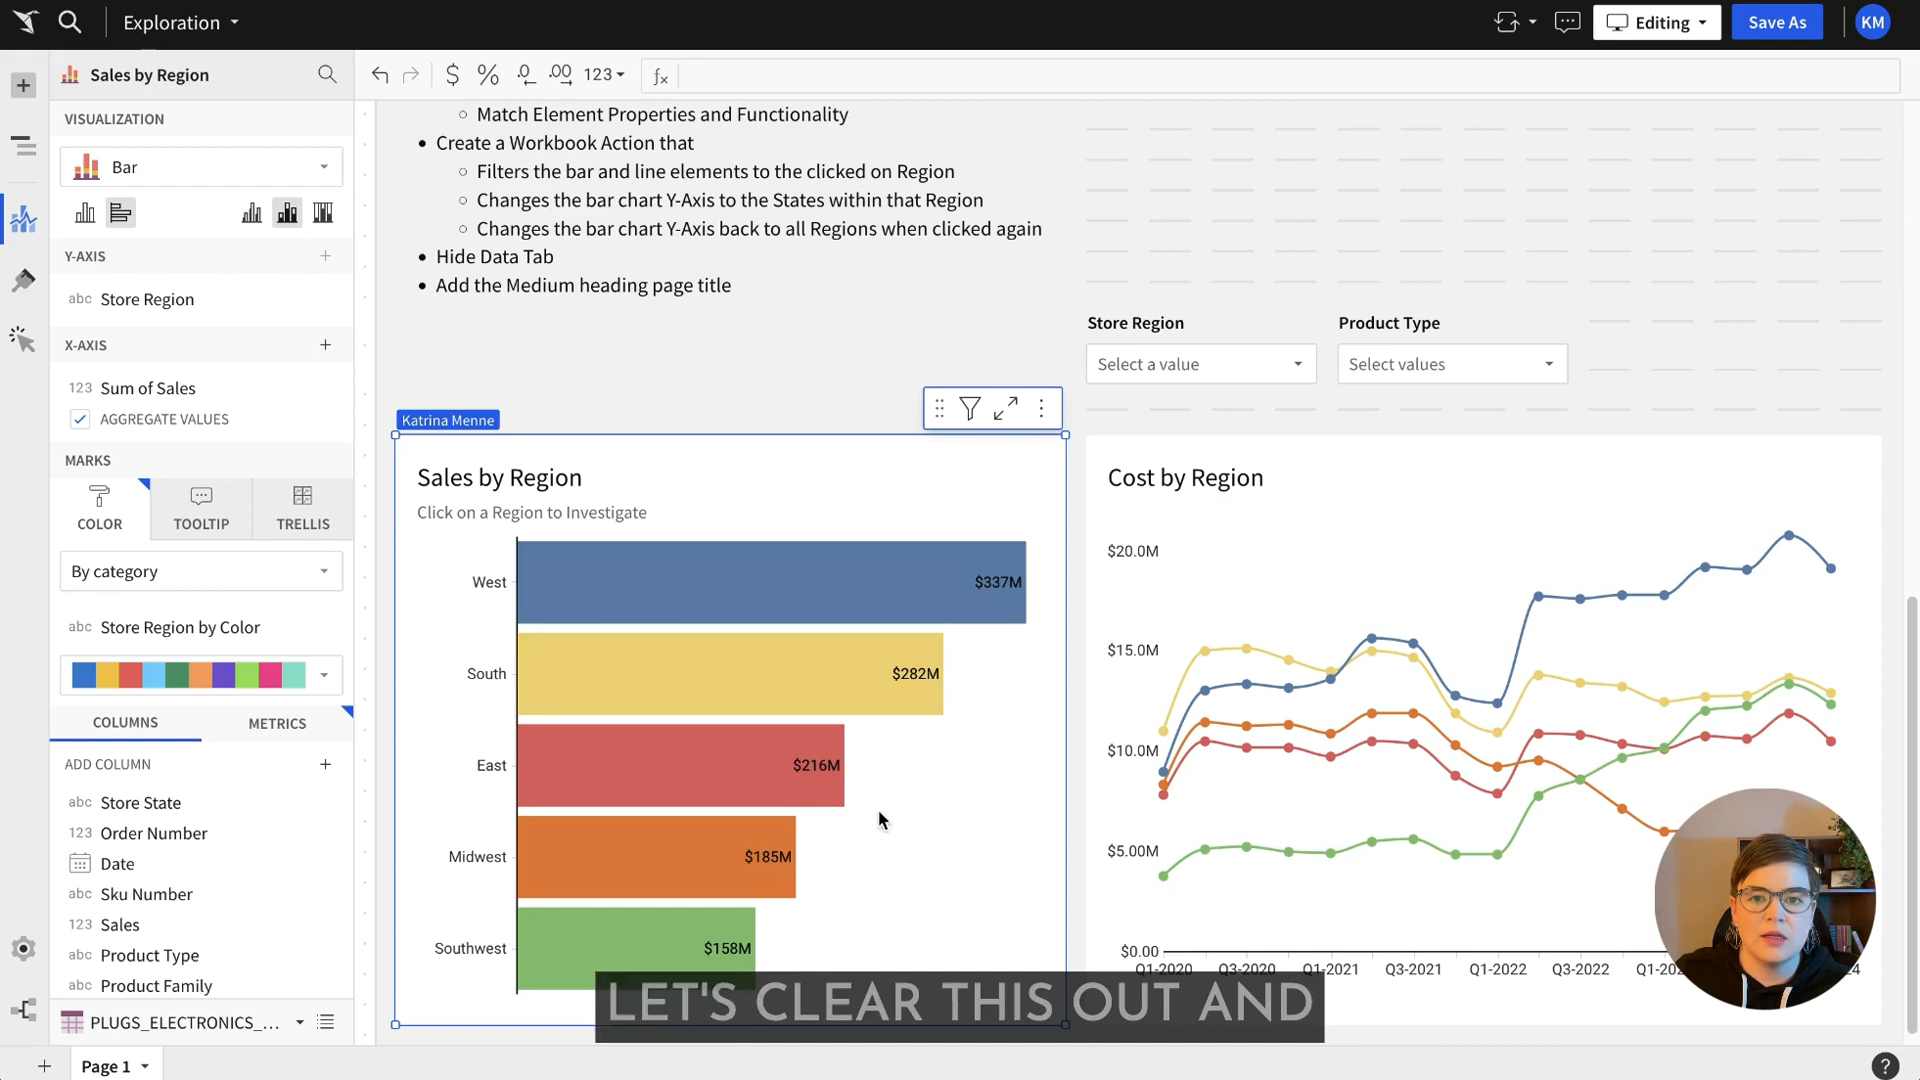 Exploration
Editing
Save As
KM
Sales by Region
123
fx
VISUALIZATION
Bar
Y-AXIS
abc Store Region
X-AXIS
123 Sum of Sales
AGGREGATE VALUES
MARKS
COLOR
TOOLTIP
TRELLIS
By category
abc Store Region by Color
COLUMNS
METRICS
ADD COLUMN
abc Store State
123 Order Number
Date
abc Sku Number
123 Sales
abc Product Type
abc Product Family
PLUGS_ELECTRONICS_...
Page 1
Match Element Properties and Functionality
Create a Workbook Action that
Filters the bar and line elements to the clicked on Region
Changes the bar chart Y-Axis to the States within that Region
Changes the bar chart Y-Axis back to all Regions when clicked again
Hide Data Tab
Add the Medium heading page title
Store Region
Select a value
Product Type
Select values
Katrina Menne
Sales by Region
Click on a Region to Investigate
West $337M
South $282M
East $216M
Midwest $185M
Southwest $158M
Cost by Region
$20.0M
$15.0M
$10.0M
$5.00M
$0.00
Q1-2020 Q3-2020 Q1-2021 Q3-2021 Q1-2022 Q3-2022
LET'S CLEAR THIS OUT AND
?